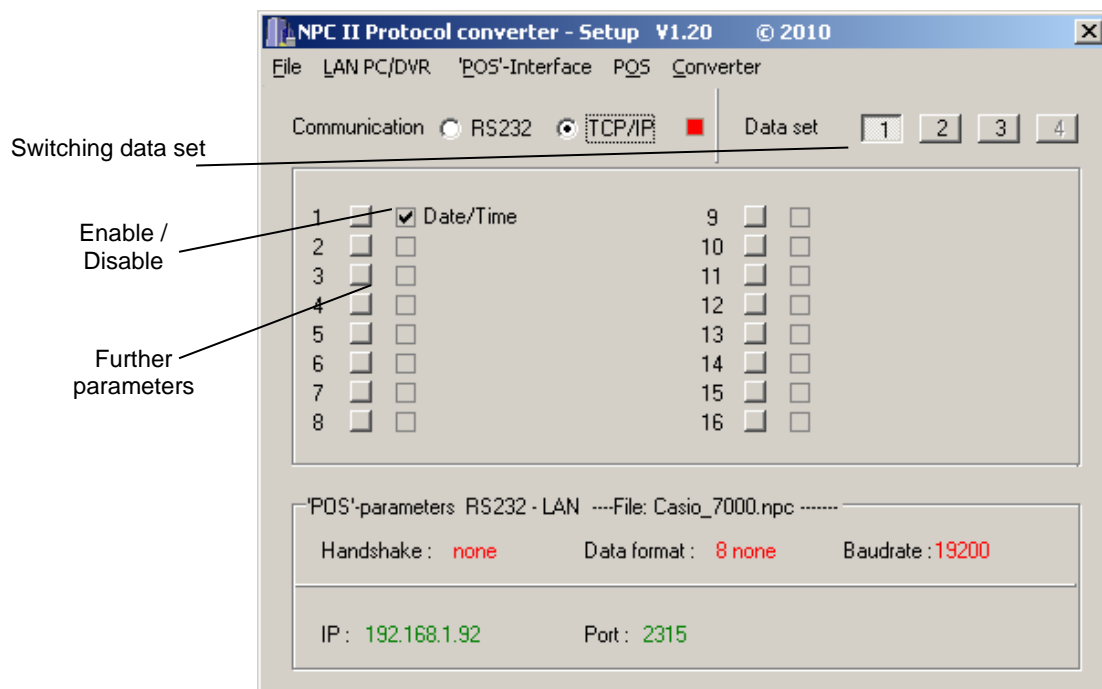 NPC II Protocol converter - Setup V1.20 © 2010
File LAN PC/DVR 'POS'-Interface POS Converter
Communication RS232 TCP/IP Data set 1 2 3 4
Switching data set
1 Date/Time 9
Enable /
Disable
2 10
3 11
4 12
5 13
Further
parameters
6 14
7 15
8 16
'POS'-parameters RS232 - LAN ----File: Casio_7000.npc -------
Handshake : none Data format : 8 none Baudrate : 19200
IP : 192.168.1.92 Port : 2315